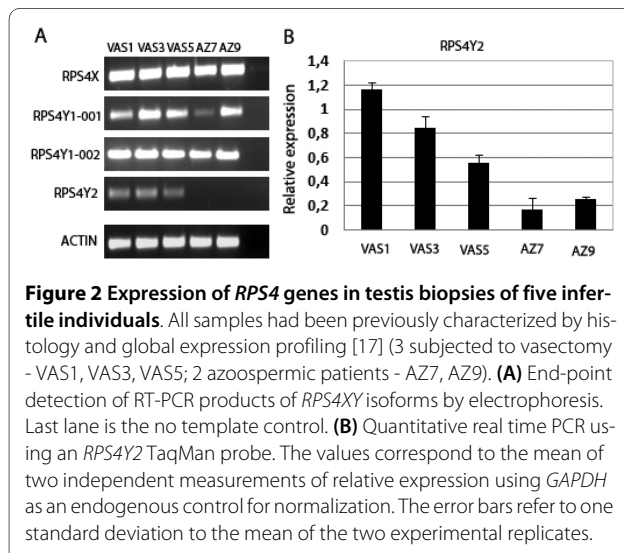 A
VAS1 VAS3 VAS5 AZ7 AZ9
RPS4X
RPS4Y1-001
RPS4Y1-002
RPS4Y2
ACTIN
B
RPS4Y2
Relative expression
1,4
1,2
1
0,8
0,6
0,4
0,2
0
VAS1 VAS3 VAS5 AZ7 AZ9
Figure 2 Expression of RPS4 genes in testis biopsies of five infer-
tile individuals. All samples had been previously characterized by his-
tology and global expression profiling [17] (3 subjected to vasectomy
- VAS1, VAS3, VAS5; 2 azoospermic patients - AZ7, AZ9). (A) End-point
detection of RT-PCR products of RPS4XY isoforms by electrophoresis.
Last lane is the no template control. (B) Quantitative real time PCR us-
ing an RPS4Y2 TaqMan probe. The values correspond to the mean of
two independent measurements of relative expression using GAPDH
as an endogenous control for normalization. The error bars refer to one
standard deviation to the mean of the two experimental replicates.